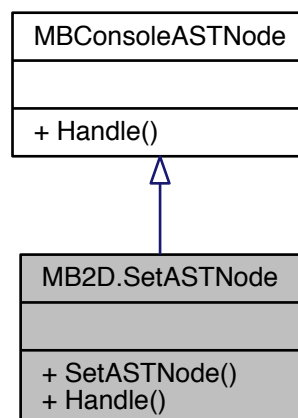 MBConsoleASTNode
+ Handle()
MB2D.SetASTNode
+ SetASTNode()
+ Handle()